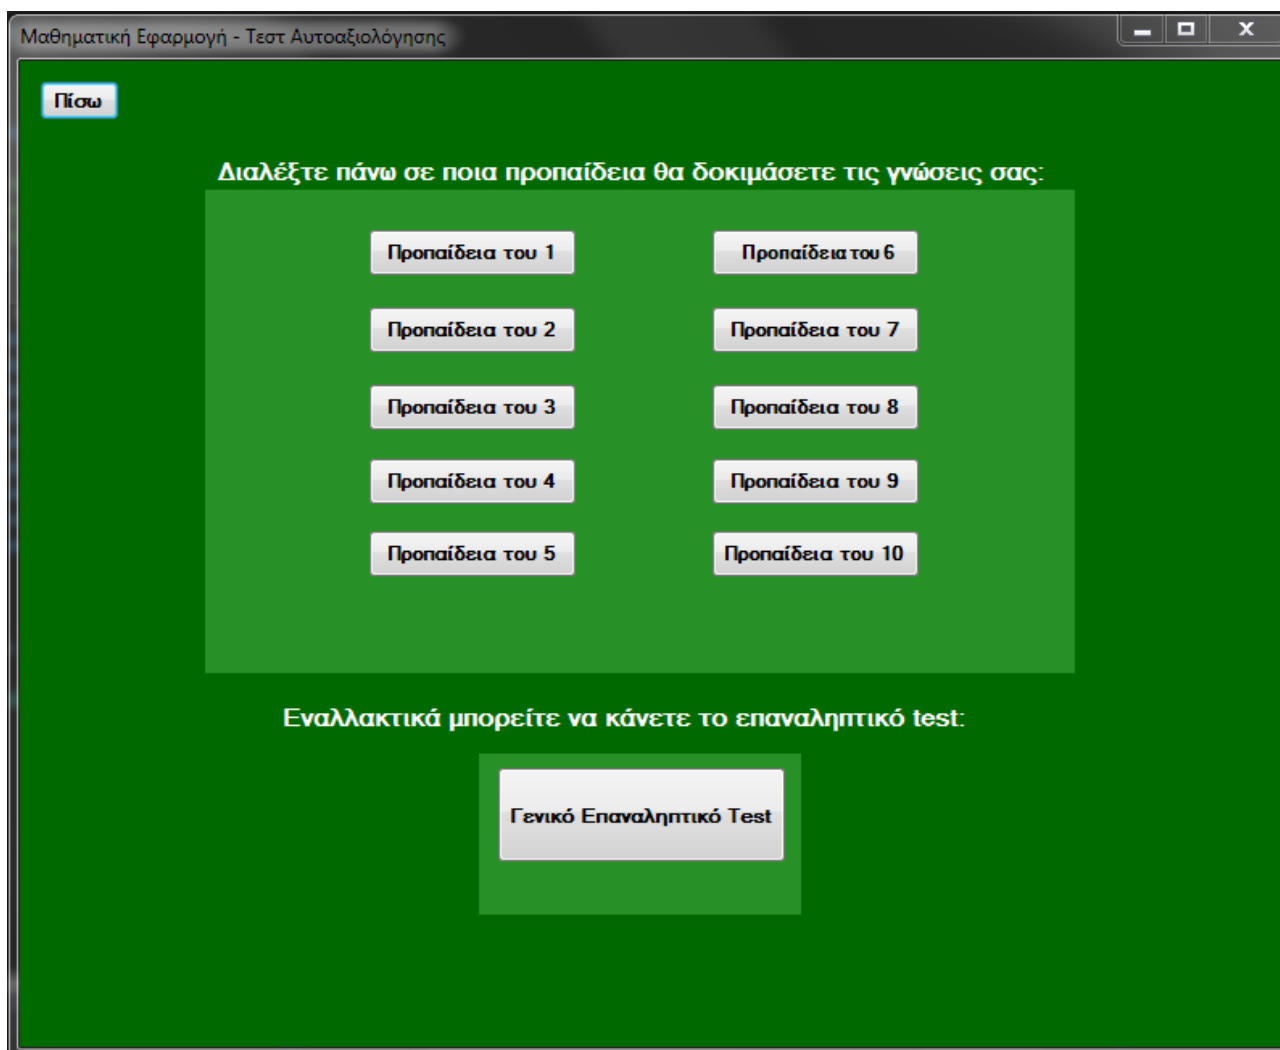 Μαθηματική Εφαρμογή - Τεστ Αυτοαξιολόγησης
Πίσω
Διαλέξτε πάνω σε ποια προπαίδεια θα δοκιμάσετε τις γνώσεις σας:
Προπαίδεια του 1
Προπαίδεια του 6
Προπαίδεια του 2
Προπαίδεια του 7
Προπαίδεια του 3
Προπαίδεια του 8
Προπαίδεια του 4
Προπαίδεια του 9
Προπαίδεια του 5
Προπαίδεια του 10
Εναλλακτικά μπορείτε να κάνετε το επαναληπτικό test:
Γενικό Επαναληπτικό Test